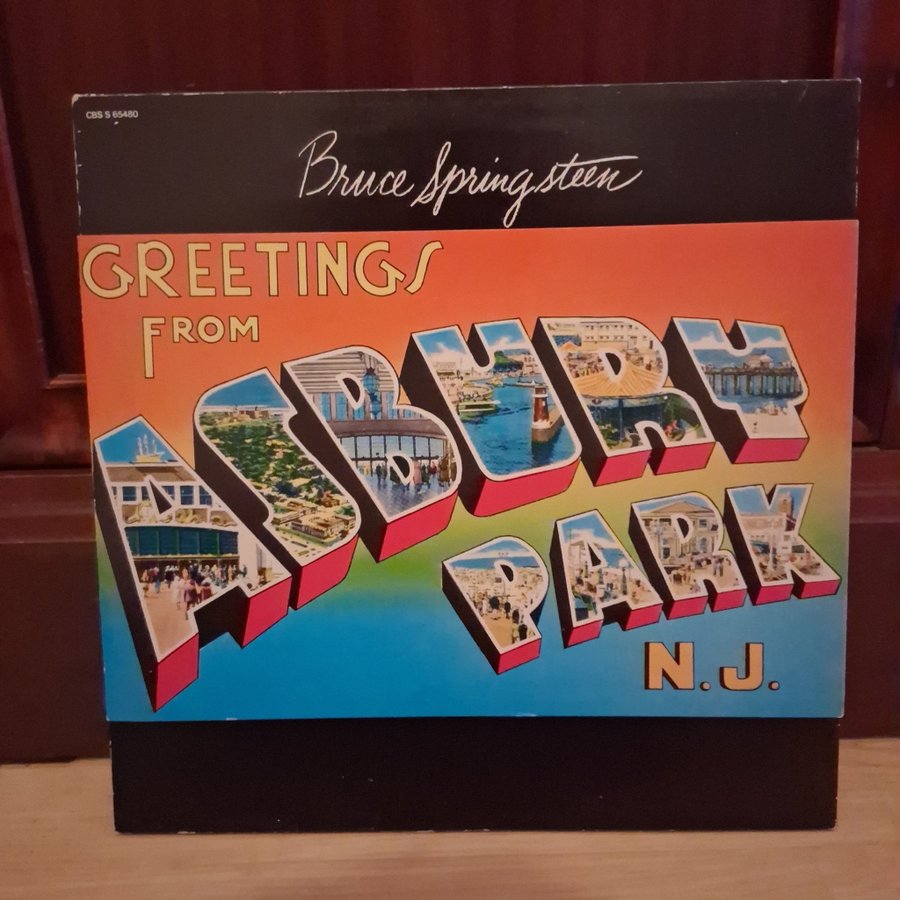 CBS S 65480
Bruce Springsteen
GREETINGS
FROM
ASBURY
PARK
N.J.